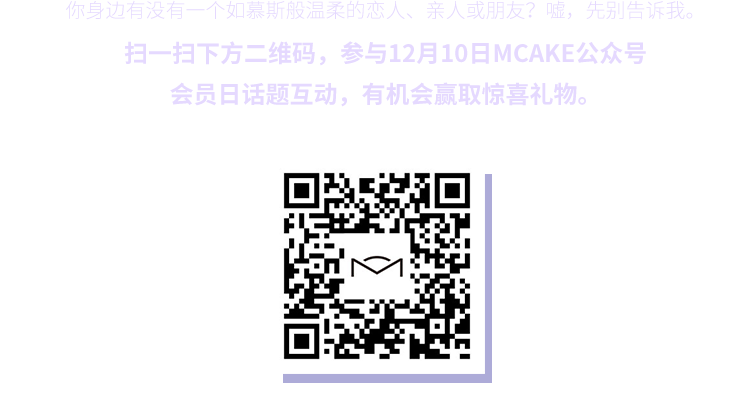 你身边有没有一个如慕斯般温柔的恋人、亲人或朋友？嘘，先别告诉我。
扫一扫下方二维码，参与12月10日MCAKE公众号
会员日话题互动，有机会赢取惊喜礼物。